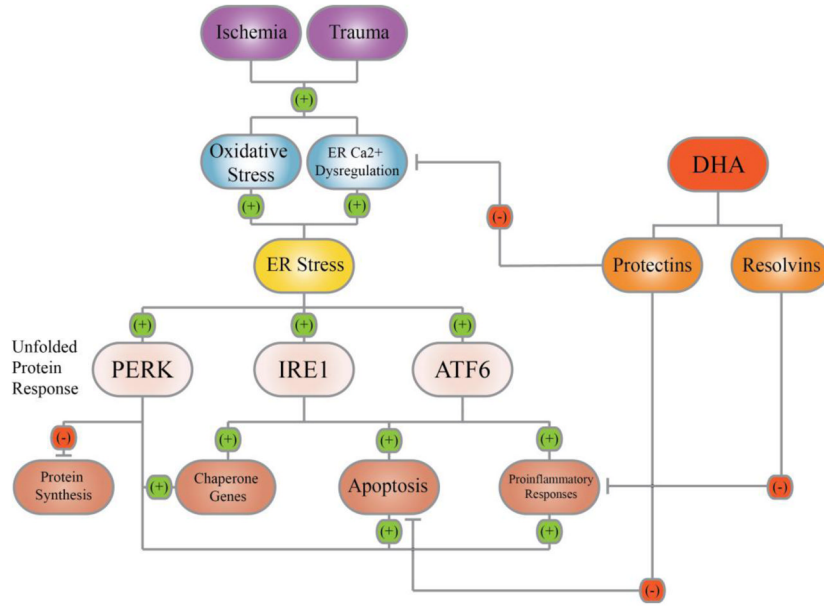 Ischemia
Trauma
(+)
Oxidative
Stress
ER Ca2+
Dysregulation
DHA
(+)
(+)
(-)
ER Stress
Protectins
Resolvins
(+)
(+)
(+)
Unfolded
Protein
Response
PERK
IRE1
ATF6
(-)
(+)
(+)
(+)
Protein
Synthesis
(+)
Chaperone
Genes
Apoptosis
Proinflammatory
Responses
(-)
(+)
(+)
(-)